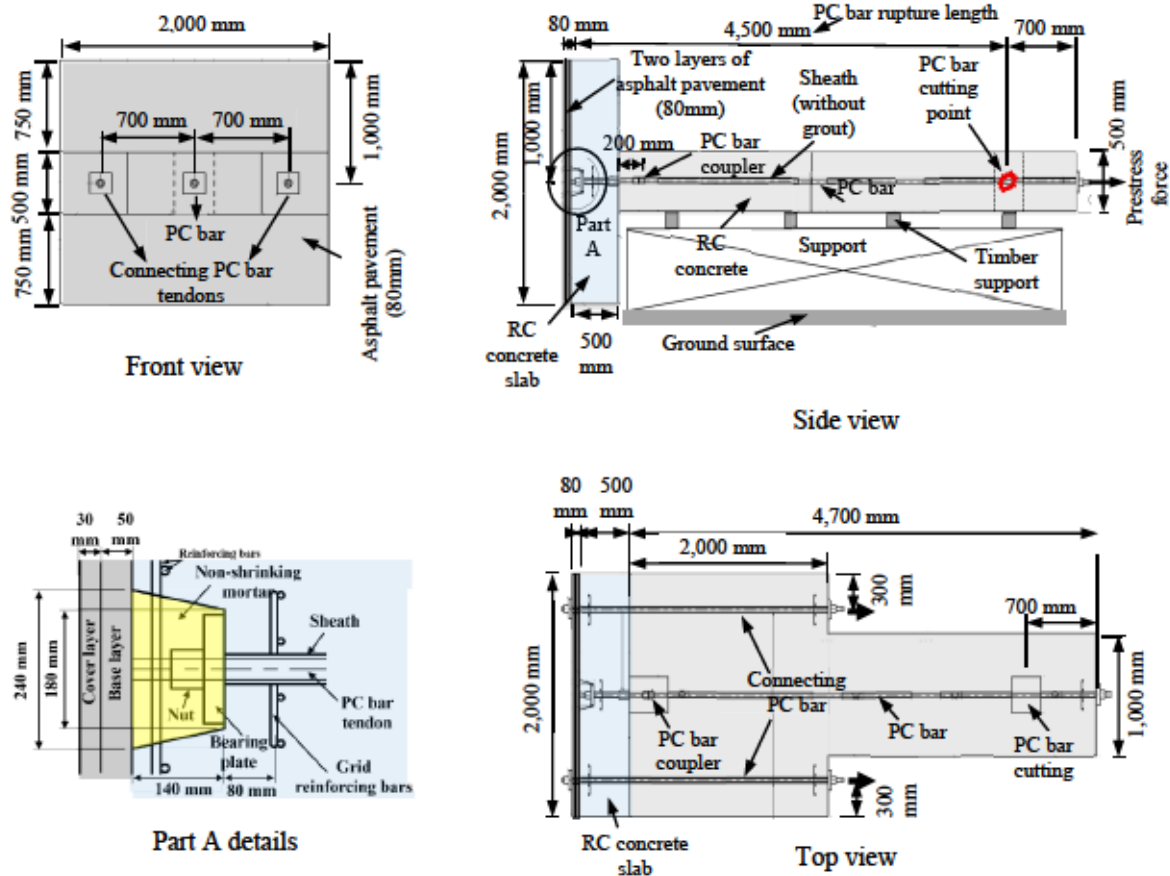 2,000 mm
750 mm
500 mm
750 mm
700 mm
700 mm
1,000 mm
PC bar
Connecting PC bar
tendons
Asphalt pavement
(80mm)
Front view
PC bar rupture length
80 mm
4,500 mm
700 mm
Two layers of
asphalt pavement
(80mm)
Sheath
(without
grout)
PC bar
cutting
point
1,000 mm
2,000 mm
200 mm
PC bar
coupler
PC bar
500 mm
Prestress
force
Part
A
RC
concrete
Support
Timber
support
RC
concrete
slab
500
mm
Ground surface
Side view
30
mm
50
mm
Reinforcing bars
Non-shrinking
mortar
Sheath
240 mm
180 mm
Cover layer
Base layer
Nut
PC bar
tendon
Bearing
plate
Grid
reinforcing bars
140 mm
80 mm
Part A details
80
mm
500
mm
4,700 mm
2,000 mm
300
mm
700 mm
2,000 mm
Connecting
PC bar
PC bar
coupler
PC bar
PC bar
cutting
1,000 mm
300
mm
RC concrete
slab
Top view